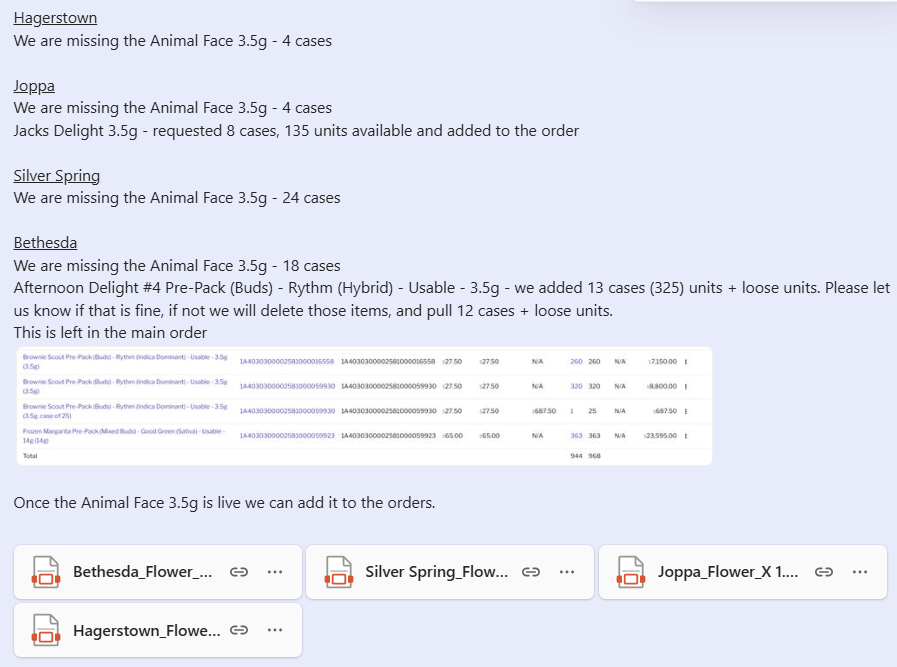 Hagerstown
We are missing the Animal Face 3.5g - 4 cases
Joppa
We are missing the Animal Face 3.5g - 4 cases
Jacks Delight 3.5g - requested 8 cases, 135 units available and added to the order
Silver Spring
We are missing the Animal Face 3.5g - 24 cases
Bethesda
We are missing the Animal Face 3.5g - 18 cases
Afternoon Delight #4 Pre-Pack (Buds) - Rythm (Hybrid) - Usable - 3.5g - we added 13 cases (325) units + loose units. Please let
us know if that is fine, if not we will delete those items, and pull 12 cases + loose units.
This is left in the main order
Brownie Scout Pre-Pack (Buds) - Rythm (Indica Dominant) - Usable - 3.5g 1A4030300002581000016558 1A4030300002581000016558 $27.50 $27.50 N/A 260 260 N/A $7,150.00
(3.5g)
Brownie Scout Pre-Pack (Buds) - Rythm (Indica Dominant) - Usable - 3.5g 1A4030300002581000059930 1A4030300002581000059930 $27.50 $27.50 N/A 320 320 N/A $8,800.00
(3.5g)
Brownie Scout Pre-Pack (Buds) - Rythm (Indica Dominant) - Usable - 3.5g 1A4030300002581000059930 1A4030300002581000059930 $27.50 $27.50 $687.50 1 25 N/A $687.50
(3.5g, case of 25)
Frozen Margarita Pre-Pack (Mixed Buds) - Good Green (Sativa) - Usable - 1A4030300002581000059923 1A4030300002581000059923 $65.00 $65.00 N/A 363 363 N/A $23,595.00
14g (14g)
Total 944 968
Once the Animal Face 3.5g is live we can add it to the orders.
Bethesda_Flower_... Silver Spring_Flow... Joppa_Flower_X 1....
Hagerstown_Flowe...